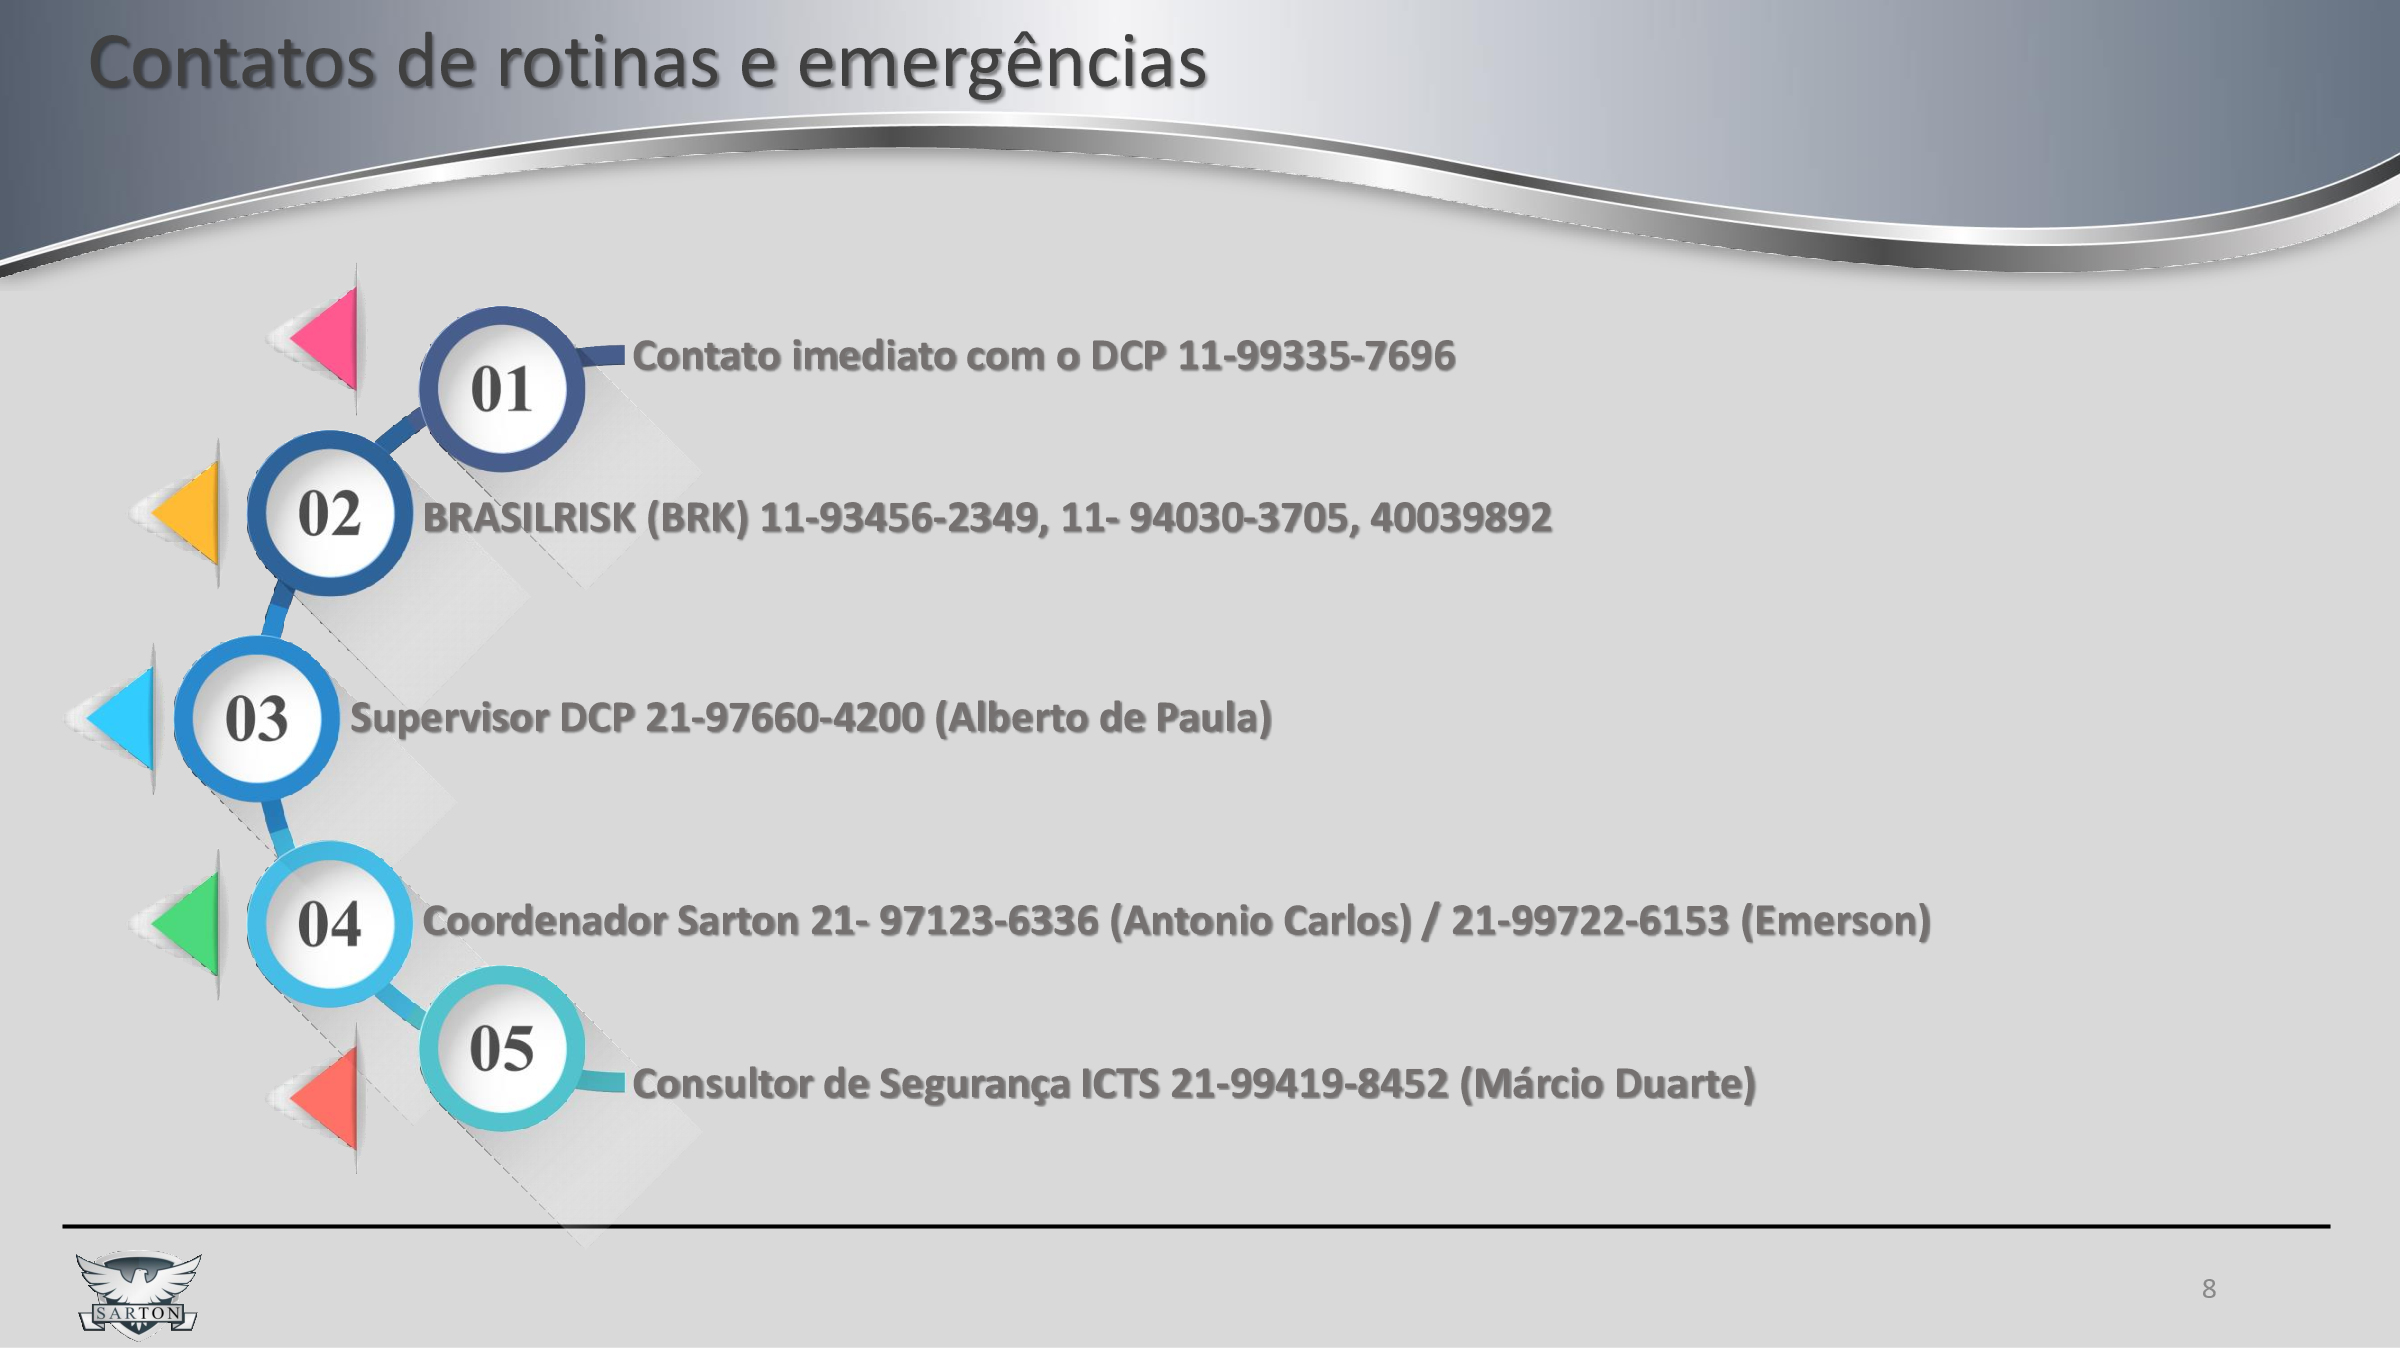 Contatos de rotinas e emergências
01
Contato imediato com o DCP 11-99335-7696
02
BRASILRISK (BRK) 11-93456-2349, 11- 94030-3705, 40039892
03
Supervisor DCP 21-97660-4200 (Alberto de Paula)
04
Coordenador Sarton 21- 97123-6336 (Antonio Carlos) / 21-99722-6153 (Emerson)
05
Consultor de Segurança ICTS 21-99419-8452 (Márcio Duarte)
SARTON
8